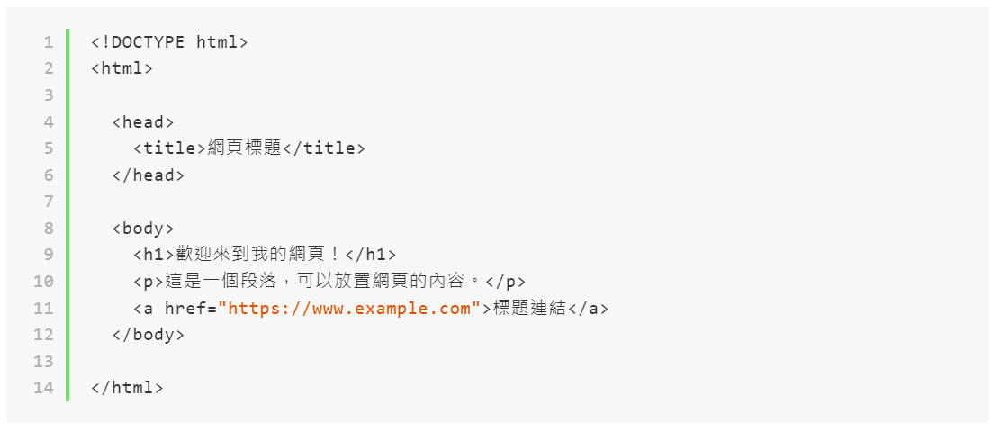 1 <!DOCTYPE html>
2 <html>
3
4   <head>
5     <title>網頁標題</title>
6   </head>
7
8   <body>
9     <h1>歡迎來到我的網頁！</h1>
10     <p>這是一個段落，可以放置網頁的內容。</p>
11     <a href="https://www.example.com">標題連結</a>
12   </body>
13
14 </html>